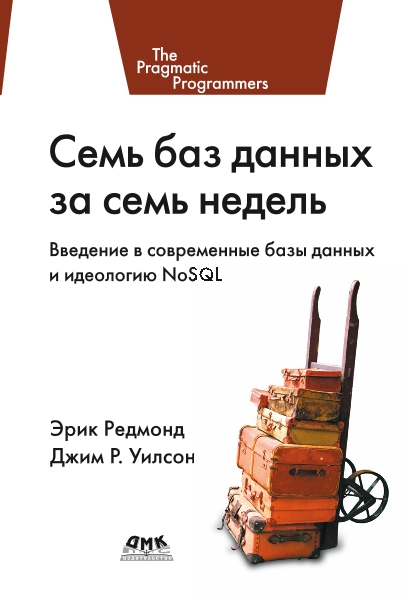 The
Pragmatic
Programmers
Семь баз данных
за семь недель
Введение в современные базы данных
и идеологию NoSQL
Эрик Редмонд
Джим Р. Уилсон
ДМК